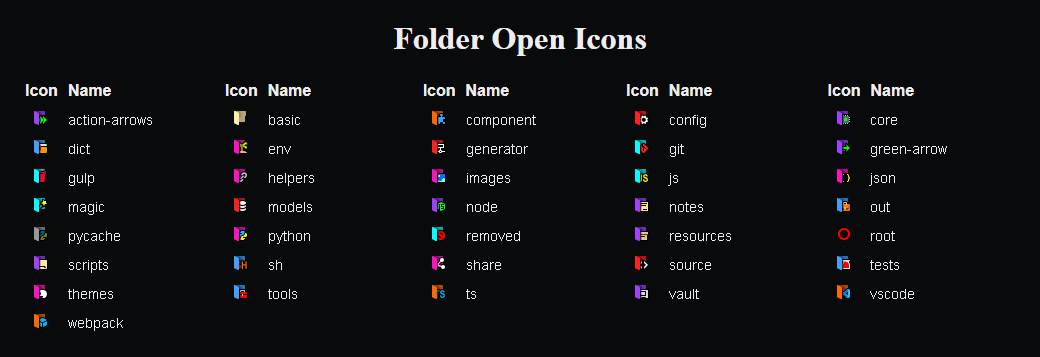 Folder Open Icons
Icon Name Icon Name Icon Name Icon Name Icon Name
action-arrows basic component config core
dict env generator git green-arrow
gulp helpers images js json
magic models node notes out
pycache python removed resources root
scripts sh share source tests
themes tools ts vault vscode
webpack